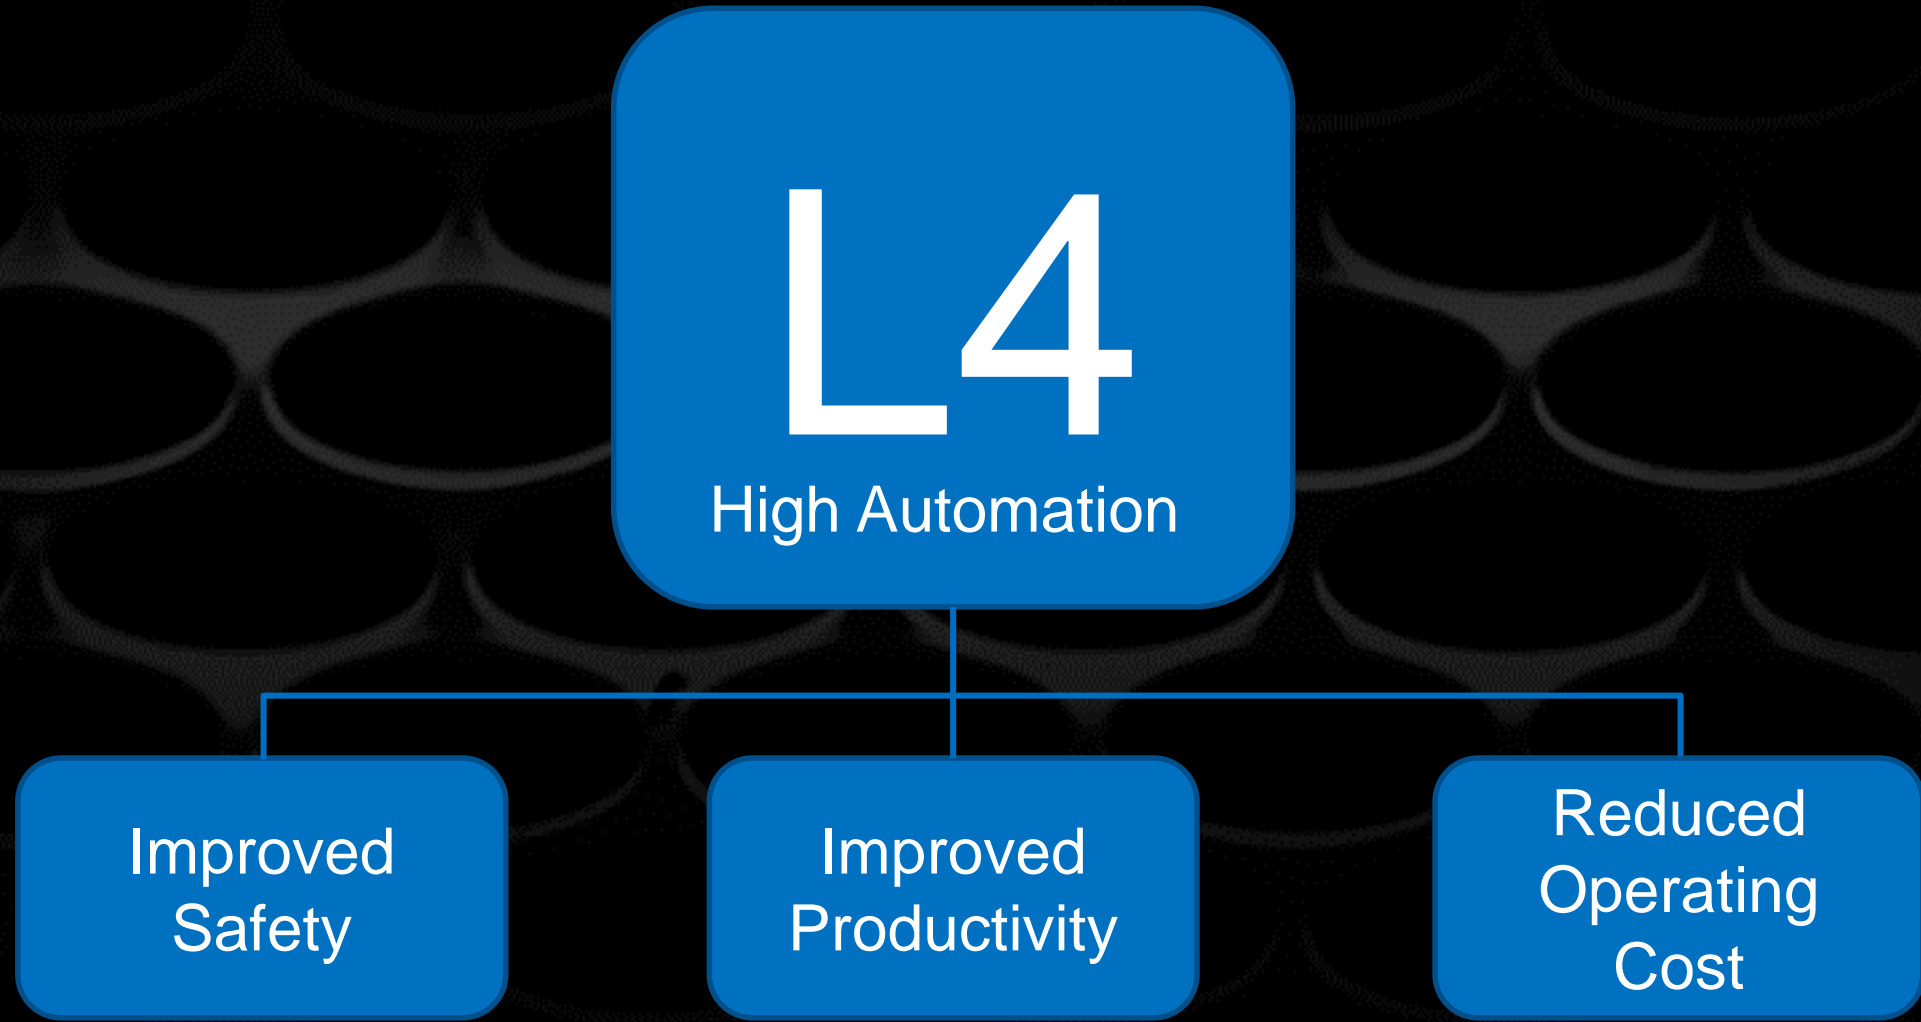 L4
High Automation
Improved
Safety
Improved
Productivity
Reduced
Operating
Cost